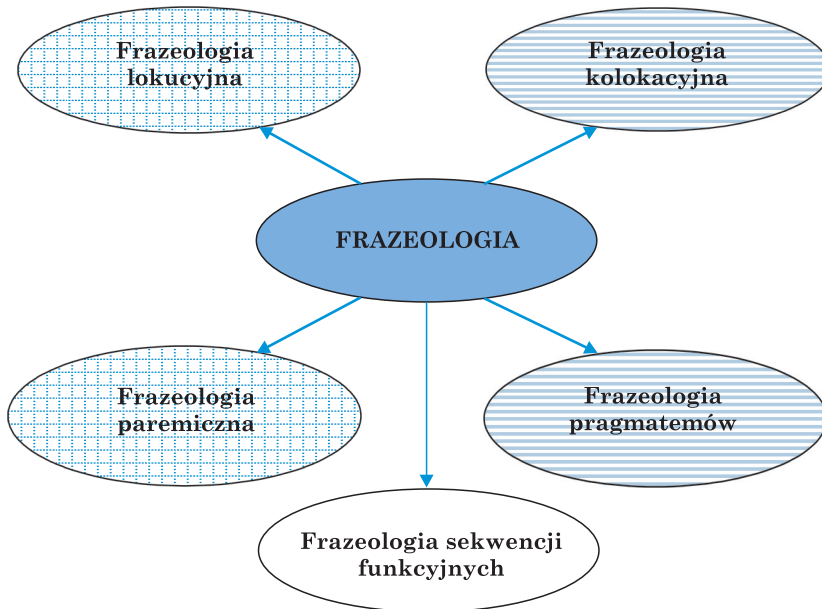 Frazeologia
lokucyjna
Frazeologia
kolokacyjna
FRAZEOLOGIA
Frazeologia
paremiczna
Frazeologia
pragmatemów
Frazeologia sekwencji
funkcyjnych